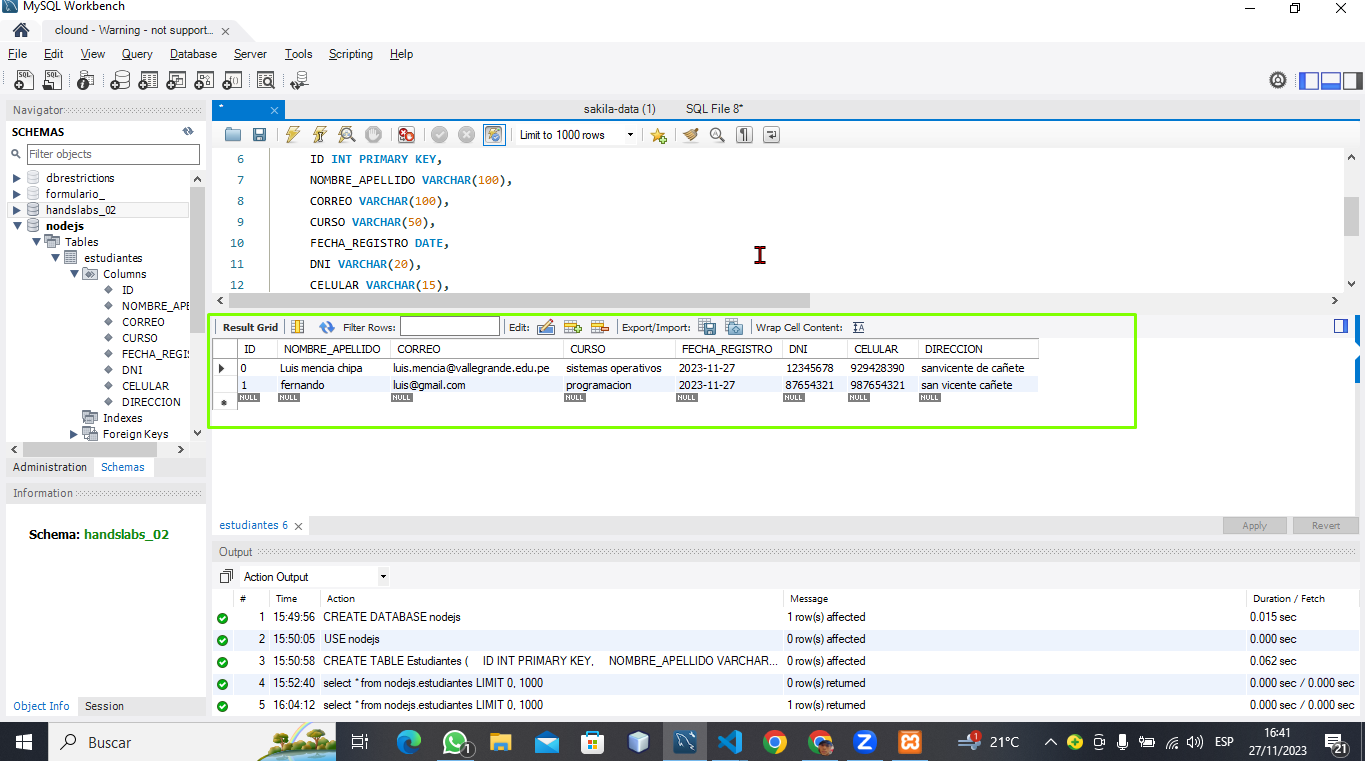 MySQL Workbench
clound - Warning - not support...
File Edit View Query Database Server Tools Scripting Help
Navigator
sakila-data (1) SQL File 8*
SCHEMAS
Limit to 1000 rows
Filter objects
dbrestrictions
formulario_
handslabs_02
nodejs
Tables
estudiantes
Columns
ID
NOMBRE_APE
CORREO
CURSO
FECHA_REGIS
DNI
CELULAR
DIRECCION
Indexes
Foreign Keys
Administration Schemas
Information
Schema: handslabs_02
Object Info Session
6 ID INT PRIMARY KEY,
7 NOMBRE_APELLIDO VARCHAR(100),
8 CORREO VARCHAR(100),
9 CURSO VARCHAR(50),
10 FECHA_REGISTRO DATE,
11 DNI VARCHAR(20),
12 CELULAR VARCHAR(15),
Result Grid Filter Rows: Edit: Export/Import: Wrap Cell Content:
ID NOMBRE_APELLIDO CORREO CURSO FECHA_REGISTRO DNI CELULAR DIRECCION
0 Luis mencia chipa luis.mencia@vallegrande.edu.pe sistemas operativos 2023-11-27 12345678 929428390 sanvicente de cañete
1 fernando luis@gmail.com programacion 2023-11-27 87654321 987654321 san vicente cañete
NULL NULL NULL NULL NULL NULL NULL NULL
estudiantes 6 Apply Revert
Output
Action Output
# Time Action Message Duration / Fetch
1 15:49:56 CREATE DATABASE nodejs 1 row(s) affected 0.015 sec
2 15:50:05 USE nodejs 0 row(s) affected 0.000 sec
3 15:50:58 CREATE TABLE Estudiantes ( ID INT PRIMARY KEY, NOMBRE_APELLIDO VARCHAR... 0 row(s) affected 0.062 sec
4 15:52:40 select * from nodejs.estudiantes LIMIT 0, 1000 0 row(s) returned 0.000 sec / 0.000 sec
5 16:04:12 select * from nodejs.estudiantes LIMIT 0, 1000 1 row(s) returned 0.000 sec / 0.000 sec
Buscar 1 1 21°C ESP 16:41
27/11/2023 21